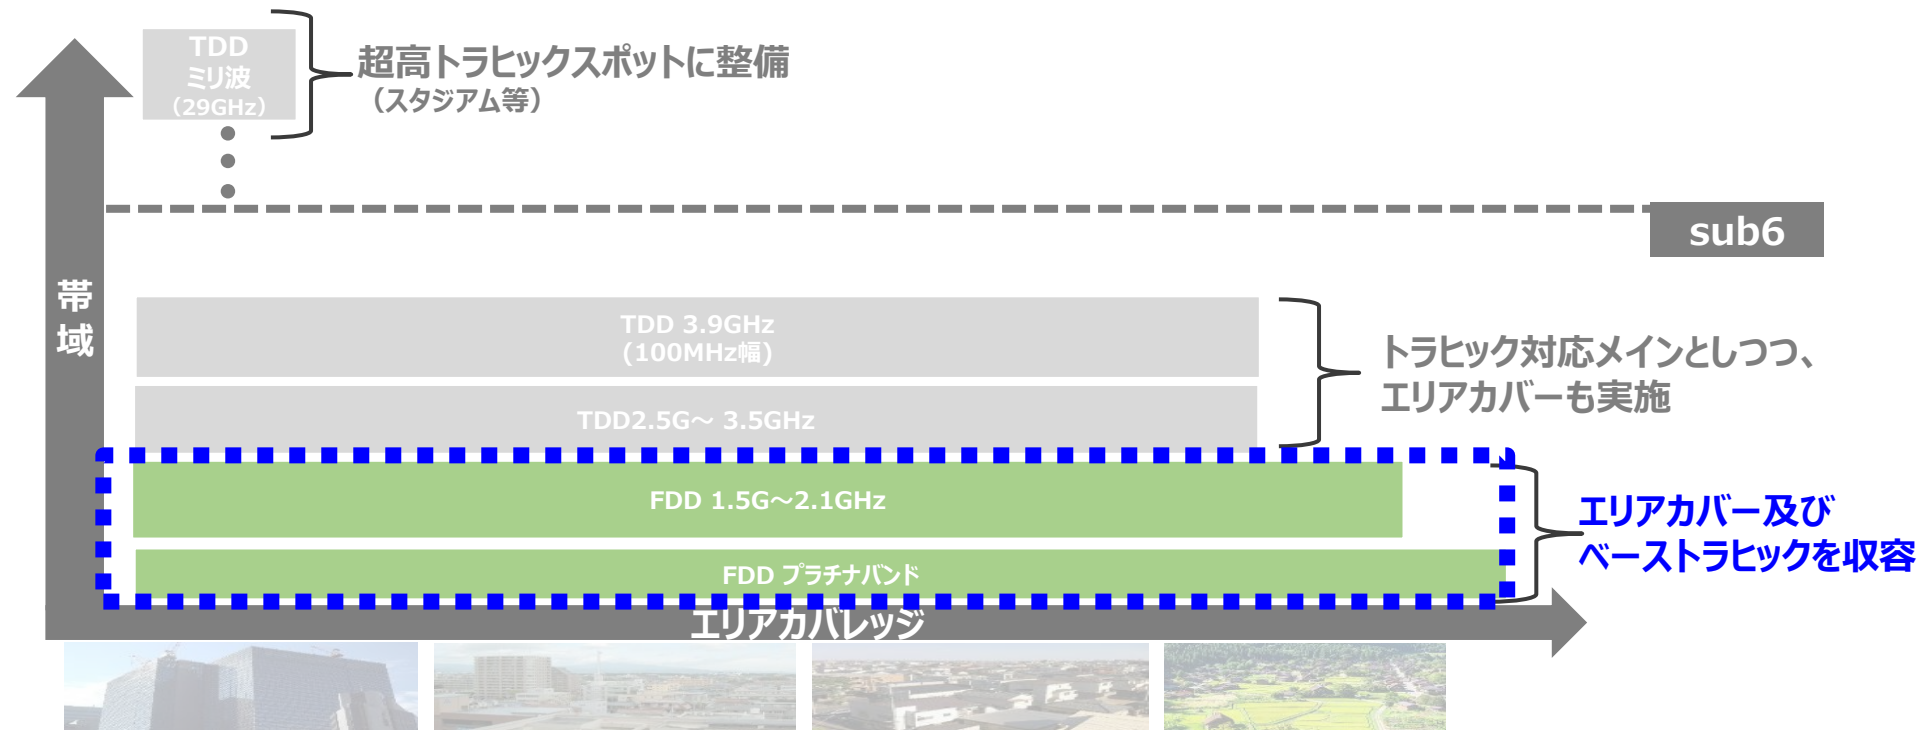 TDD
ミリ波
（29GHz）
超高トラヒックスポットに整備
（スタジアム等）
sub6
帯
域
TDD 3.9GHz
(100MHz幅)
トラヒック対応メインとしつつ、
エリアカバーも実施
TDD2.5G～ 3.5GHz
FDD 1.5G～2.1GHz
エリアカバー及び
ベーストラヒックを収容
FDD プラチナバンド
エリアカバレッジ